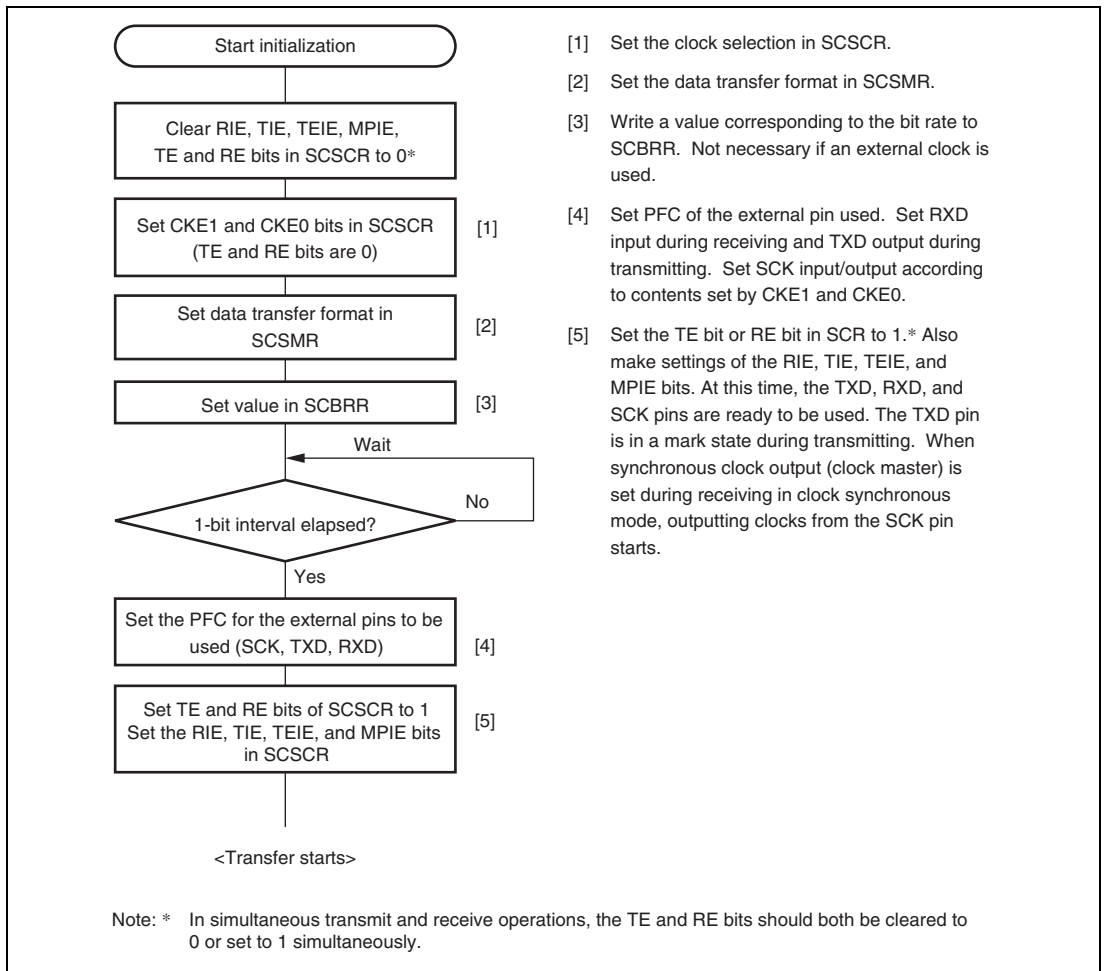 Start initialization
Clear RIE, TIE, TEIE, MPIE,
TE and RE bits in SCSCR to 0*
Set CKE1 and CKE0 bits in SCSCR
(TE and RE bits are 0)
[1]
Set data transfer format in
SCSMR
[2]
Set value in SCBRR
[3]
Wait
1-bit interval elapsed?
No
Yes
Set the PFC for the external pins to be
used (SCK, TXD, RXD)
[4]
Set TE and RE bits of SCSCR to 1
Set the RIE, TIE, TEIE, and MPIE bits
in SCSCR
[5]
<Transfer starts>
[1] Set the clock selection in SCSCR.
[2] Set the data transfer format in SCSMR.
[3] Write a value corresponding to the bit rate to
SCBRR. Not necessary if an external clock is
used.
[4] Set PFC of the external pin used. Set RXD
input during receiving and TXD output during
transmitting. Set SCK input/output according
to contents set by CKE1 and CKE0.
[5] Set the TE bit or RE bit in SCR to 1.* Also
make settings of the RIE, TIE, TEIE, and
MPIE bits. At this time, the TXD, RXD, and
SCK pins are ready to be used. The TXD pin
is in a mark state during transmitting. When
synchronous clock output (clock master) is
set during receiving in clock synchronous
mode, outputting clocks from the SCK pin
starts.
Note: * In simultaneous transmit and receive operations, the TE and RE bits should both be cleared to
0 or set to 1 simultaneously.